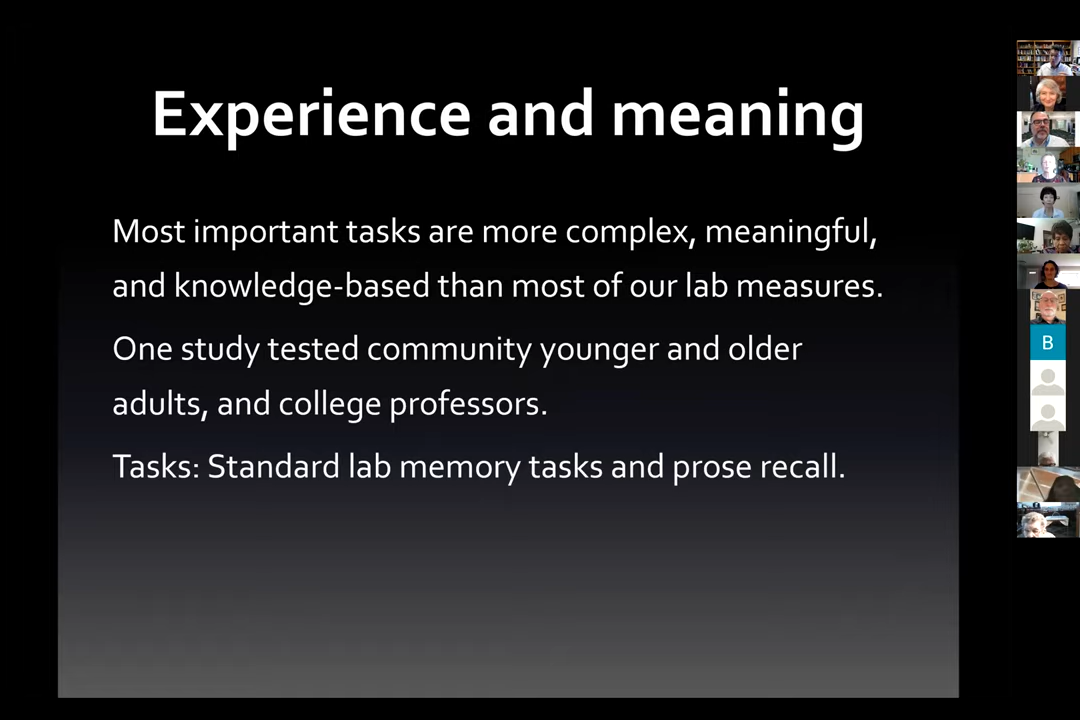 Experience and meaning
Most important tasks are more complex, meaningful,
and knowledge-based than most of our lab measures.
One study tested community younger and older
adults, and college professors.
Tasks: Standard lab memory tasks and prose recall.
B